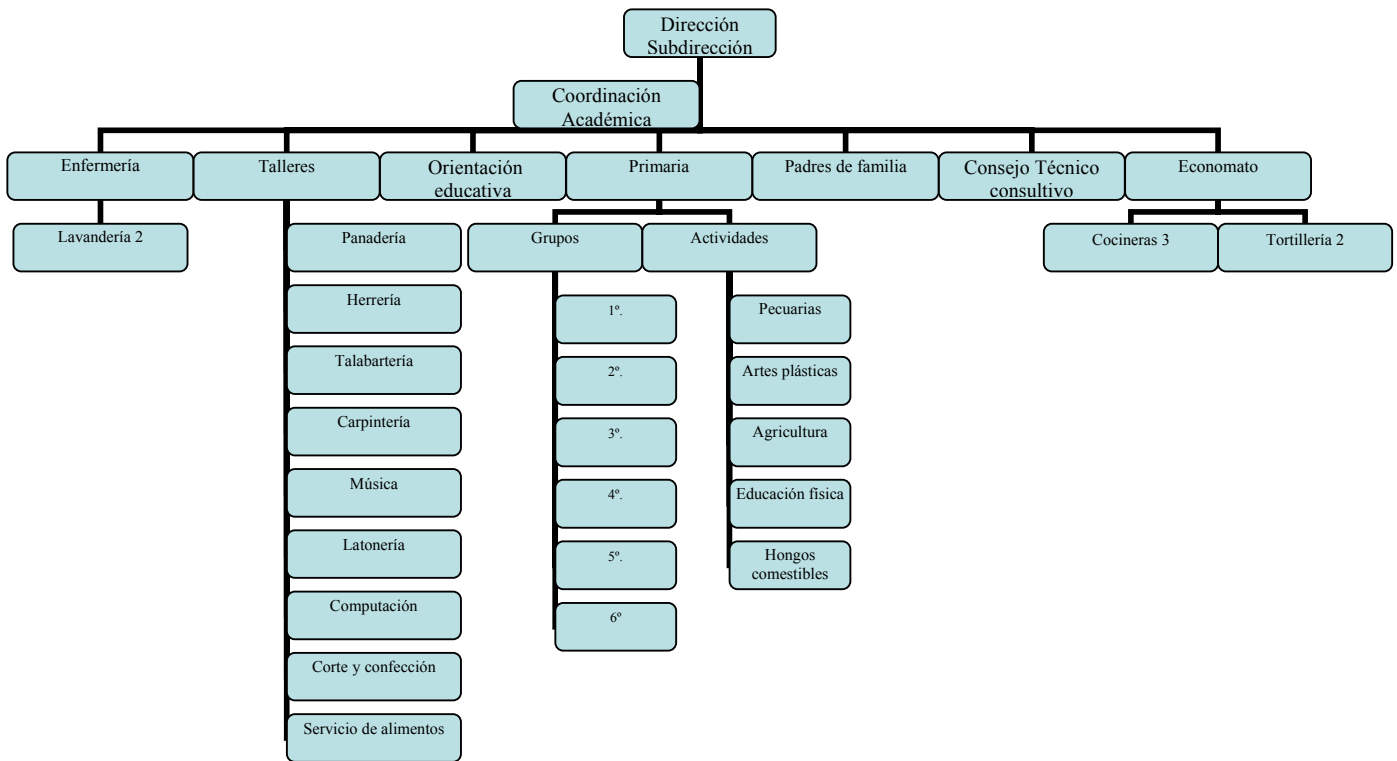 Dirección
Subdirección
Coordinación
Académica
Enfermería
Talleres
Orientación
educativa
Primaria
Padres de familia
Consejo Técnico
consultivo
Economato
Lavandería 2
Panadería
Herrería
Talabartería
Carpintería
Música
Latonería
Computación
Corte y confección
Servicio de alimentos
Grupos
1º.
2º.
3º.
4º.
5º.
6º
Actividades
Pecuarias
Artes plásticas
Agricultura
Educación física
Hongos
comestibles
Cocineras 3
Tortillería 2